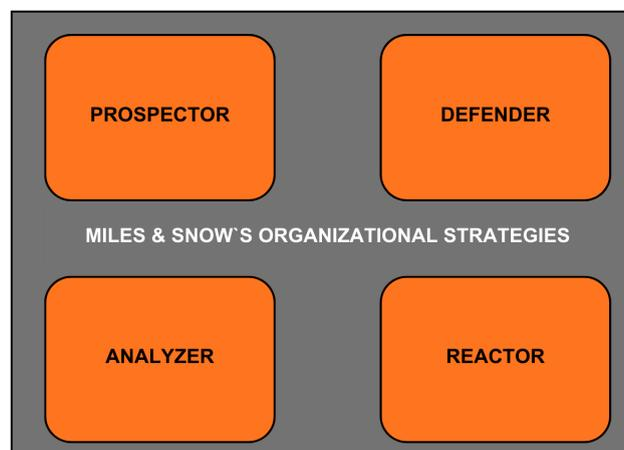 PROSPECTOR
DEFENDER
MILES & SNOW`S ORGANIZATIONAL STRATEGIES
ANALYZER
REACTOR